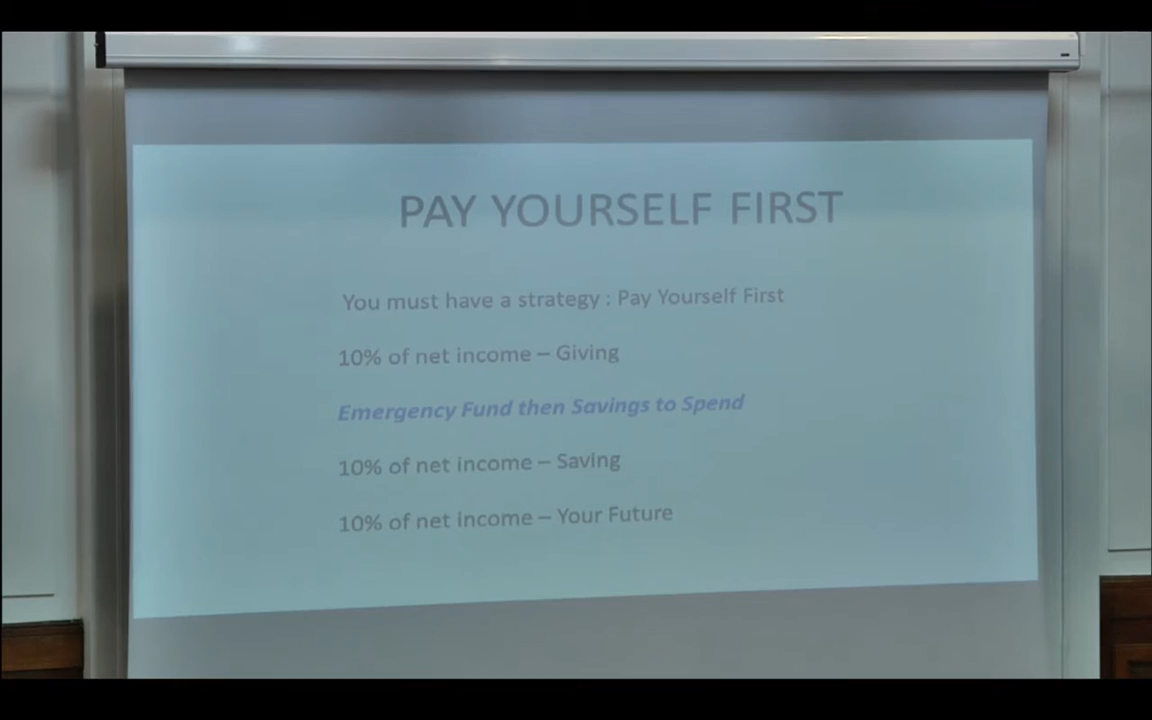 PAY YOURSELF FIRST
You must have a strategy : Pay Yourself First
10% of net income – Giving
Emergency Fund then Savings to Spend
10% of net income – Saving
10% of net income – Your Future